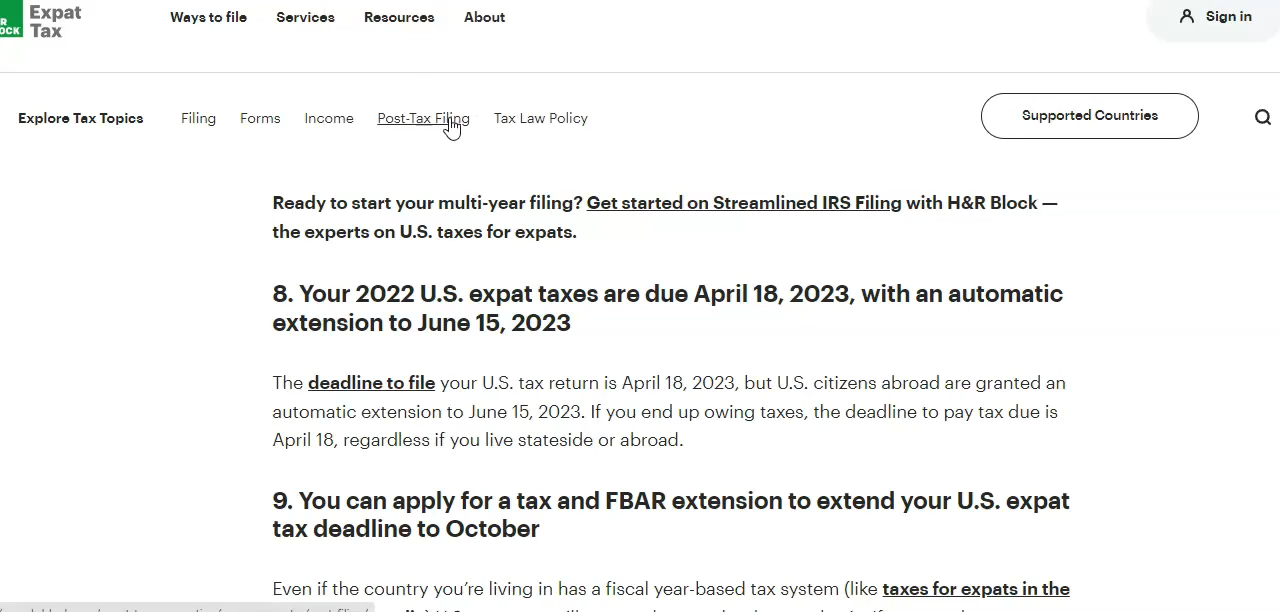 Expat
Tax
Ways to file
Services
Resources
About
Sign in
Explore Tax Topics
Filing
Forms
Income
Post-Tax Filing
Tax Law Policy
Supported Countries
Ready to start your multi-year filing? Get started on Streamlined IRS Filing with H&R Block —
the experts on U.S. taxes for expats.
8. Your 2022 U.S. expat taxes are due April 18, 2023, with an automatic
extension to June 15, 2023
The deadline to file your U.S. tax return is April 18, 2023, but U.S. citizens abroad are granted an
automatic extension to June 15, 2023. If you end up owing taxes, the deadline to pay tax due is
April 18, regardless if you live stateside or abroad.
9. You can apply for a tax and FBAR extension to extend your U.S. expat
tax deadline to October
Even if the country you’re living in has a fiscal year-based tax system (like taxes for expats in the